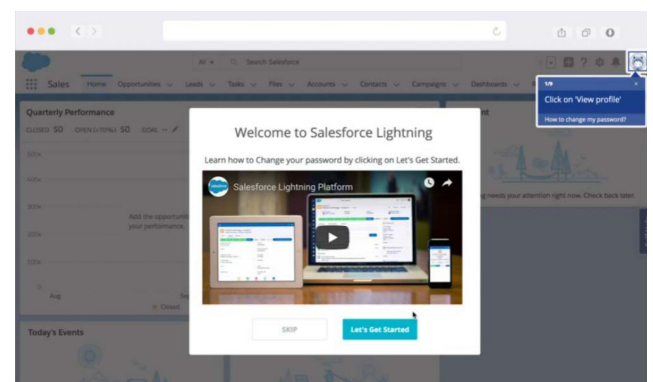 All
Search Salesforce
Sales Home Opportunities Leads Tasks Files Accounts Contacts Campaigns Dashboards
1/9
Click on 'View profile'
How to change my password?
Quarterly Performance
CLOSED $0 OPEN (>70%) $0 GOAL --
Add the opportuniti
your performance.
Aug
Sep
Closed
Today's Events
Welcome to Salesforce Lightning
Learn how to Change your password by clicking on Let's Get Started.
Salesforce Lightning Platform
SKIP
Let's Get Started
ng needs your attention right now. Check back later.